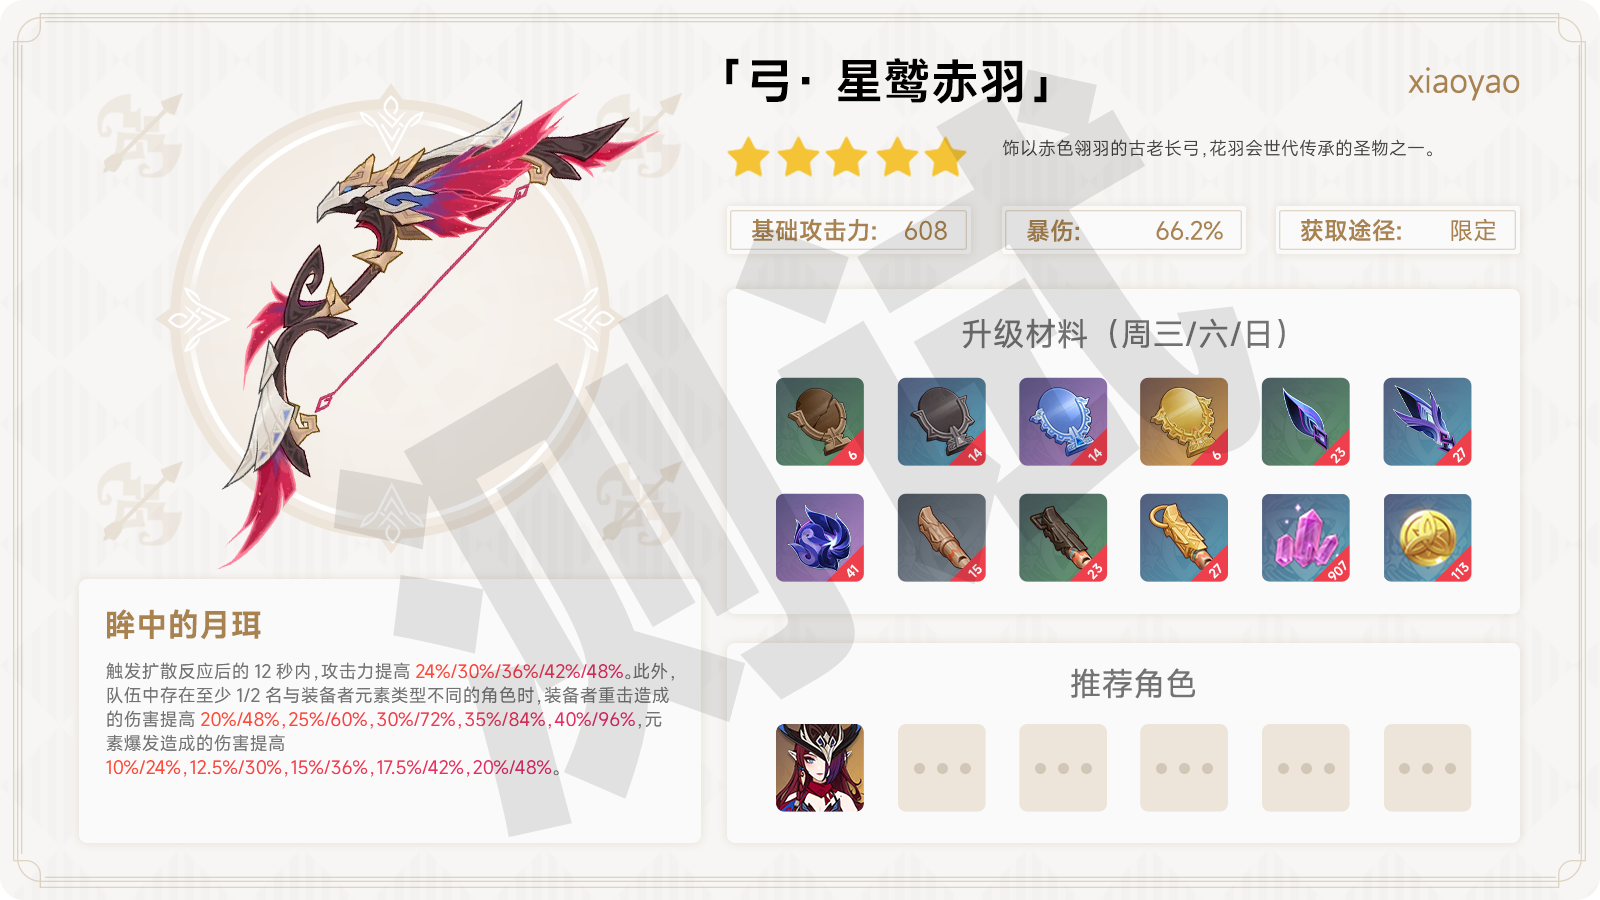 「弓·星鹫赤羽」
xiaoyao
饰以赤色翎羽的古老长弓,花羽会世代传承的圣物之一。
基础攻击力: 608
暴伤: 66.2%
获取途径: 限定
升级材料（周三/六/日）
6 14 14 6 23 27
41 15 23 27 907 113
眸中的月珥
触发扩散反应后的 12 秒内,攻击力提高 24%/30%/36%/42%/48%。此外,
队伍中存在至少 1/2 名与装备者元素类型不同的角色时,装备者重击造成
的伤害提高 20%/48%,25%/60%,30%/72%,35%/84%,40%/96%,元
素爆发造成的伤害提高
10%/24%,12.5%/30%,15%/36%,17.5%/42%,20%/48%。
推荐角色
测试